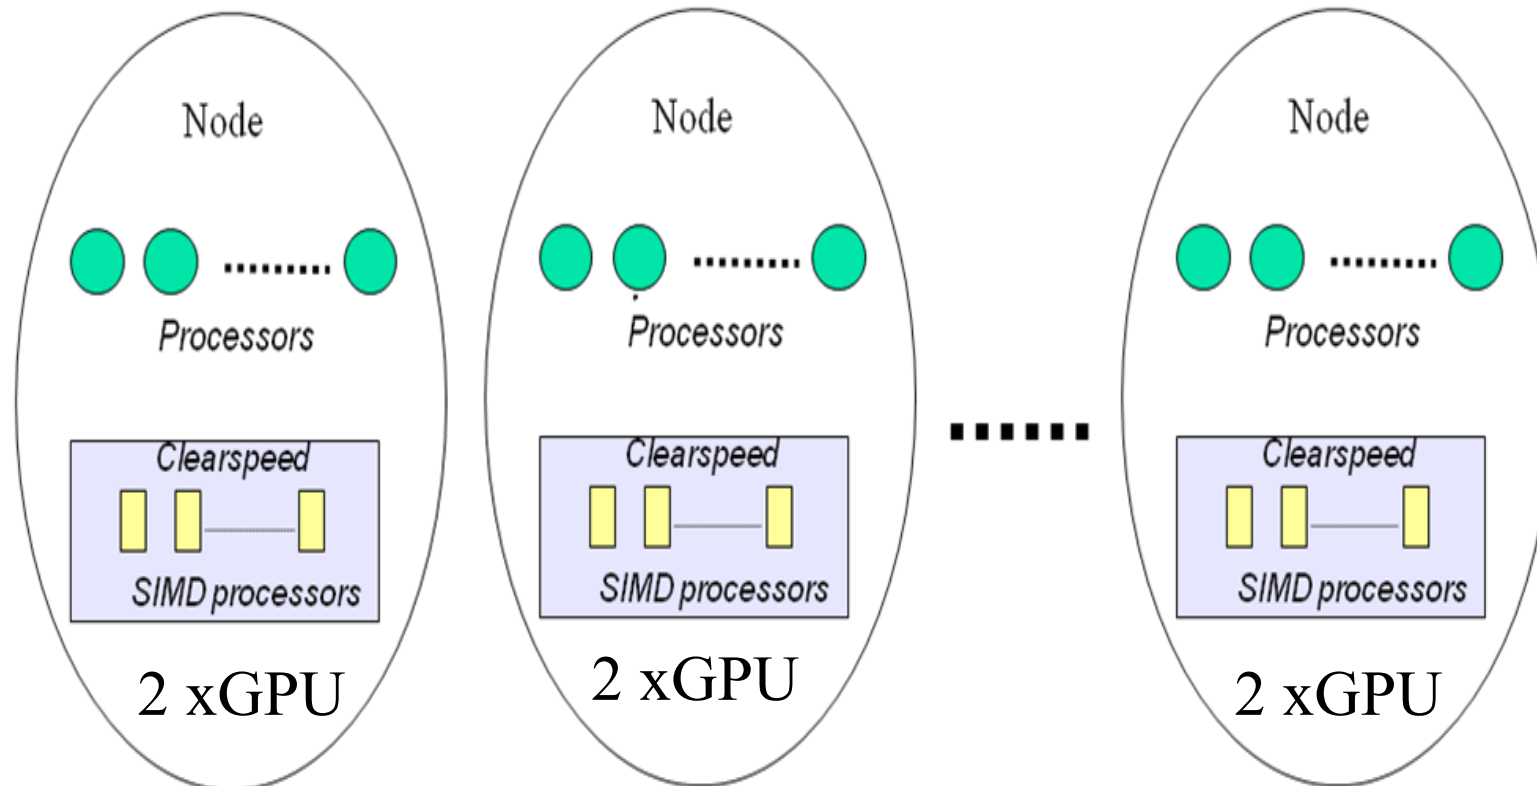 Node
Processors
Clearspeed
SIMD processors
2 xGPU
Node
Processors
Clearspeed
SIMD processors
2 xGPU
Node
Processors
Clearspeed
SIMD processors
2 xGPU